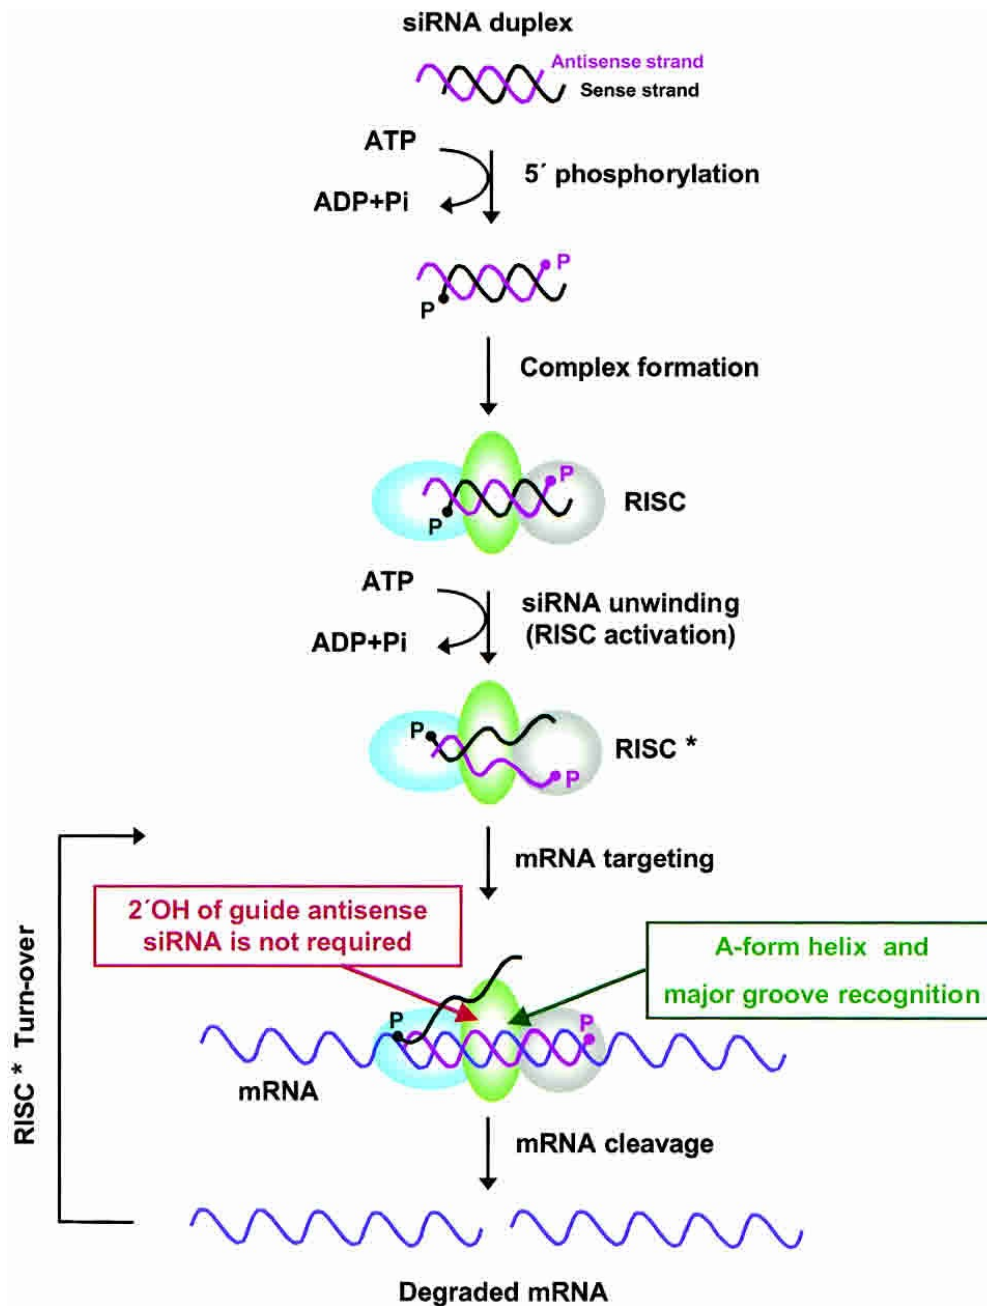 siRNA duplex
Antisense strand
Sense strand
ATP
5´ phosphorylation
ADP+Pi
P
P
Complex formation
P
RISC
P
ATP
siRNA unwinding
(RISC activation)
ADP+Pi
P
RISC *
P
mRNA targeting
2´OH of guide antisense
siRNA is not required
A-form helix and
major groove recognition
P
P
mRNA
RISC * Turn-over
mRNA cleavage
Degraded mRNA